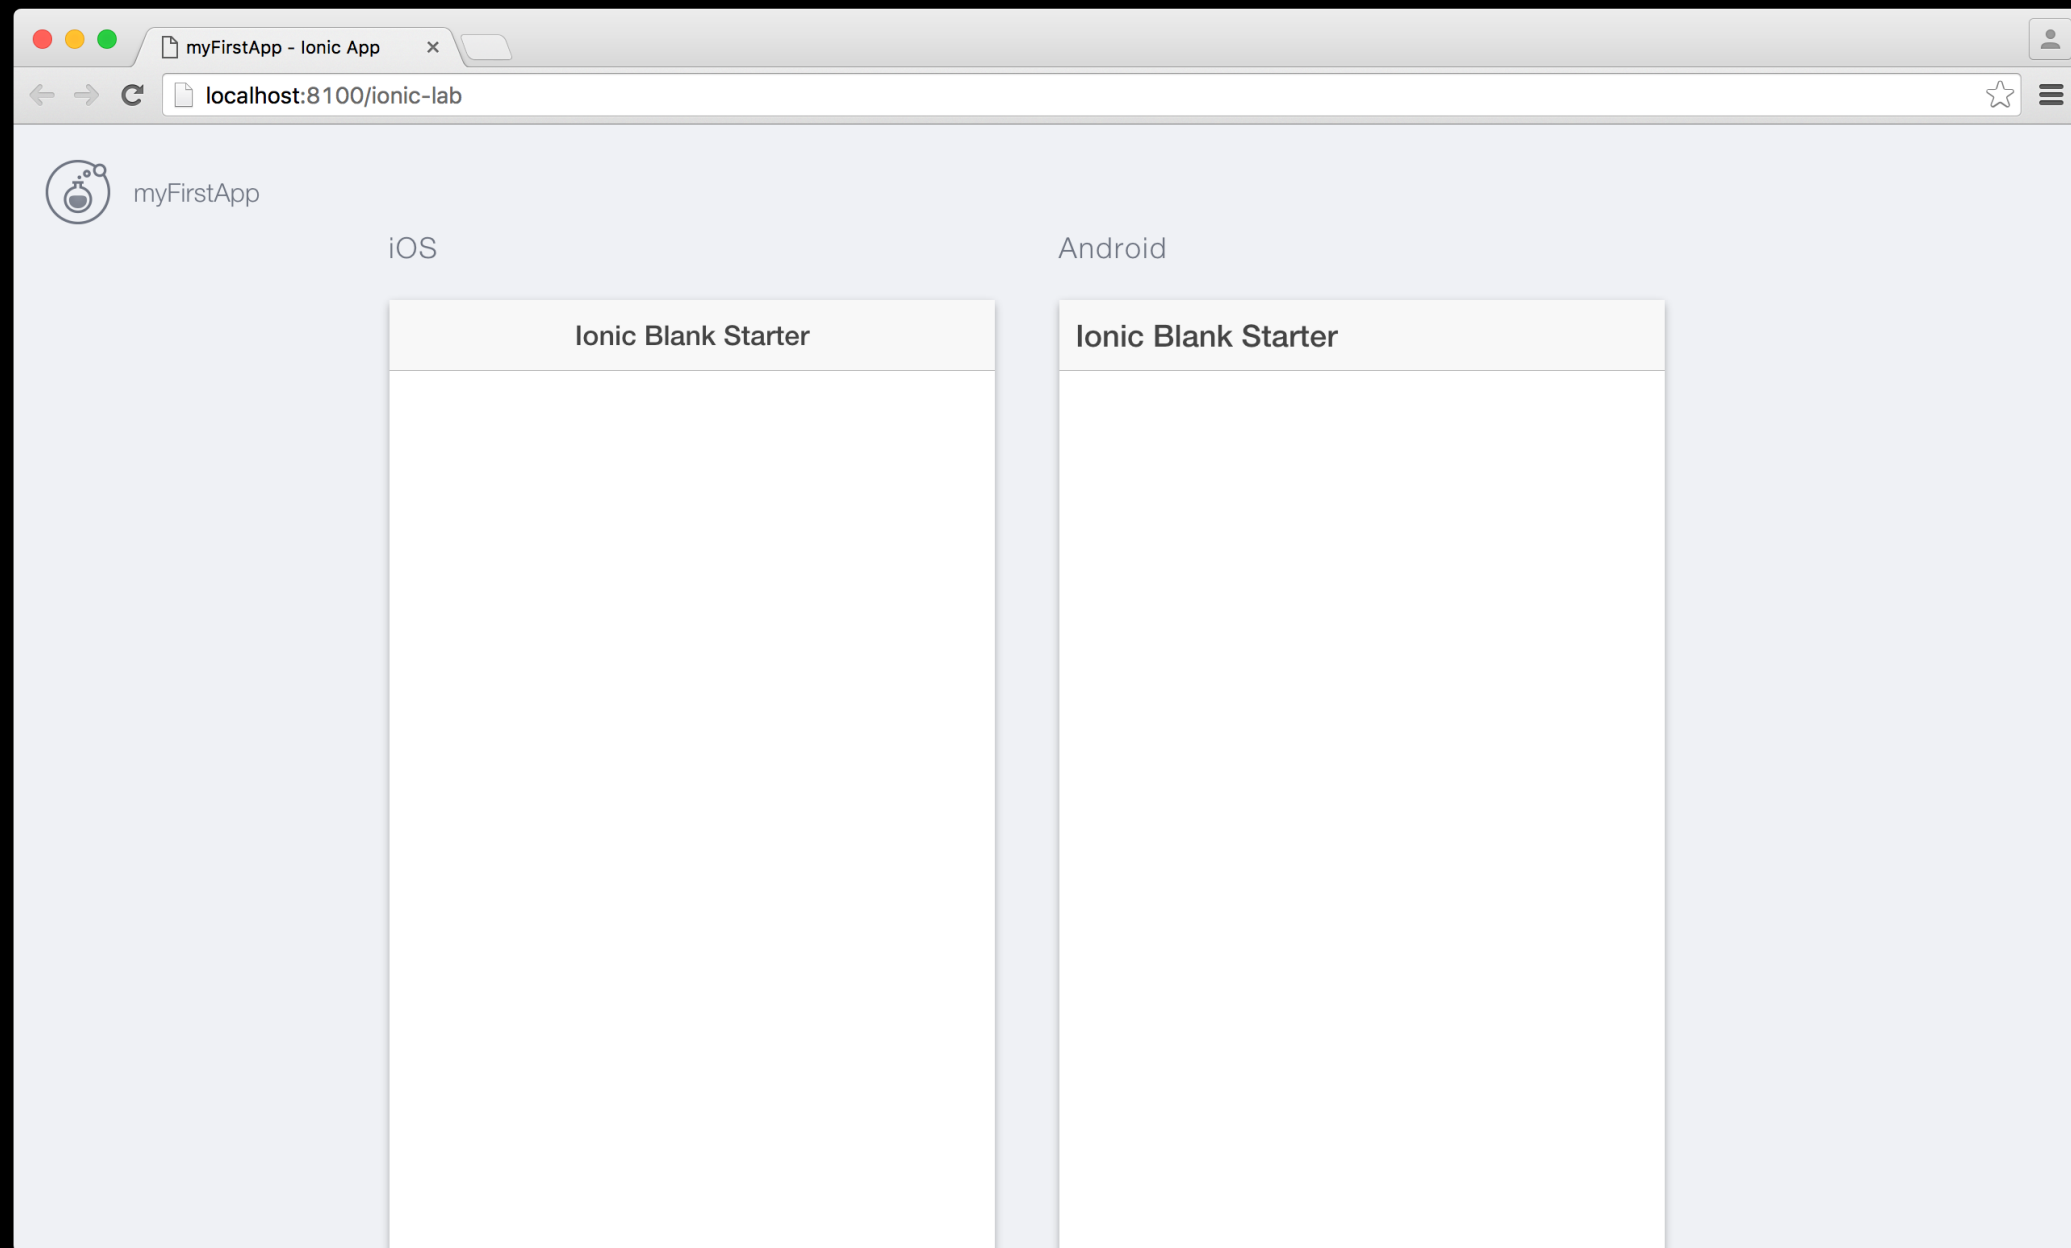 myFirstApp - Ionic App
localhost:8100/ionic-lab
myFirstApp
iOS
Android
Ionic Blank Starter
Ionic Blank Starter